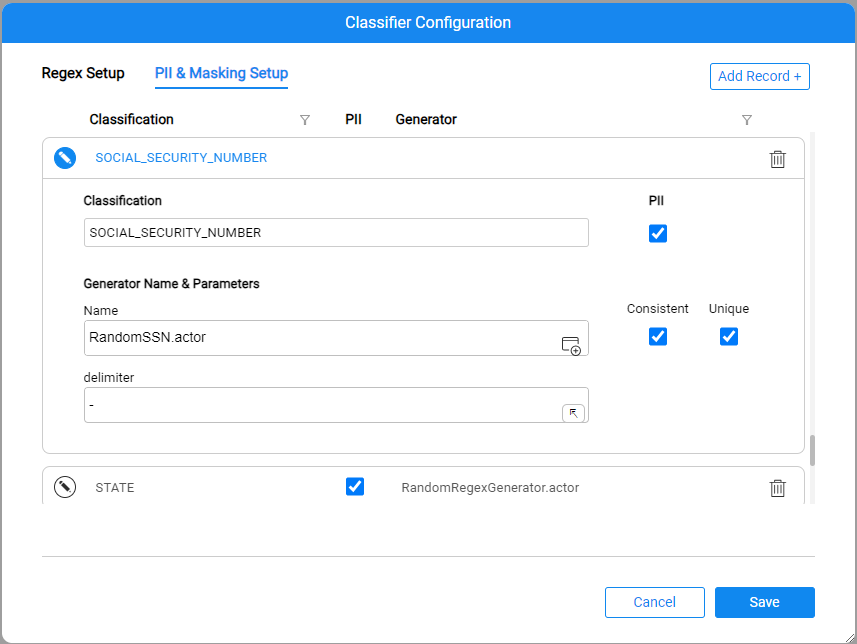 Classifier Configuration
Regex Setup PII & Masking Setup Add Record +
Classification PII Generator
SOCIAL_SECURITY_NUMBER
Classification PII
SOCIAL_SECURITY_NUMBER
Generator Name & Parameters
Name Consistent Unique
RandomSSN.actor
delimiter
-
STATE RandomRegexGenerator.actor
Cancel Save